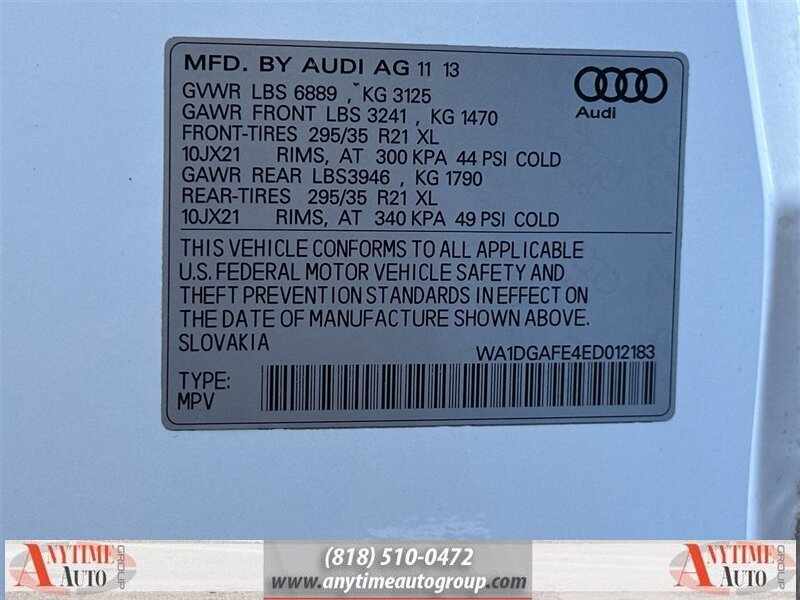 MFD. BY AUDI AG 11 13
GVWR LBS 6889 , KG 3125
GAWR FRONT LBS 3241 , KG 1470
FRONT-TIRES 295/35 R21 XL
10JX21 RIMS, AT 300 KPA 44 PSI COLD
GAWR REAR LBS3946 , KG 1790
REAR-TIRES 295/35 R21 XL
10JX21 RIMS, AT 340 KPA 49 PSI COLD
Audi
THIS VEHICLE CONFORMS TO ALL APPLICABLE
U.S. FEDERAL MOTOR VEHICLE SAFETY AND
THEFT PREVENTION STANDARDS IN EFFECT ON
THE DATE OF MANUFACTURE SHOWN ABOVE.
SLOVAKIA WA1DGAFE4ED012183
TYPE:
MPV
ANYTIME
AUTO
GROUP
(818) 510-0472
www.anytimeautogroup.com
ANYTIME
AUTO
GROUP